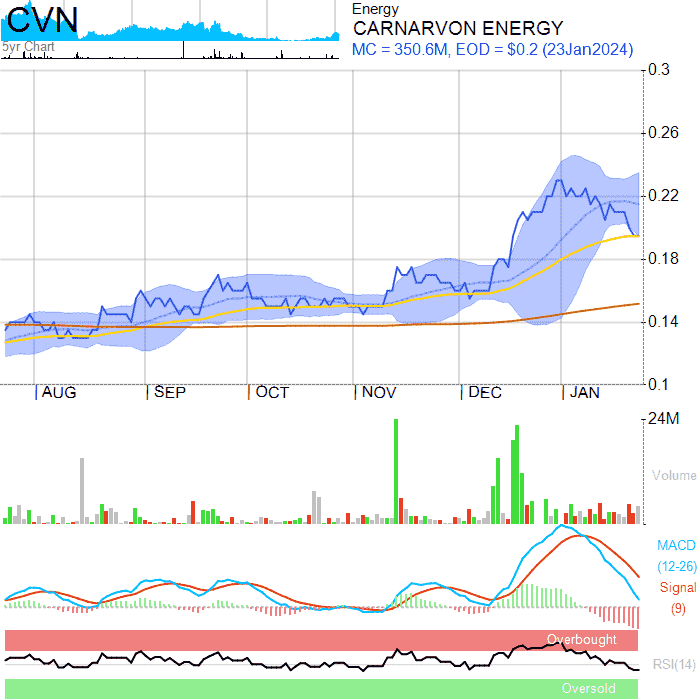 CVN
5yr Chart
Energy
CARNARVON ENERGY
MC = 350.6M, EOD = $0.2 (23Jan2024)
0.3
0.26
0.22
0.18
0.14
0.1
AUG SEP OCT NOV DEC JAN
24M
Volume
MACD
(12-26)
Signal
(9)
Overbought
RSI(14)
Oversold